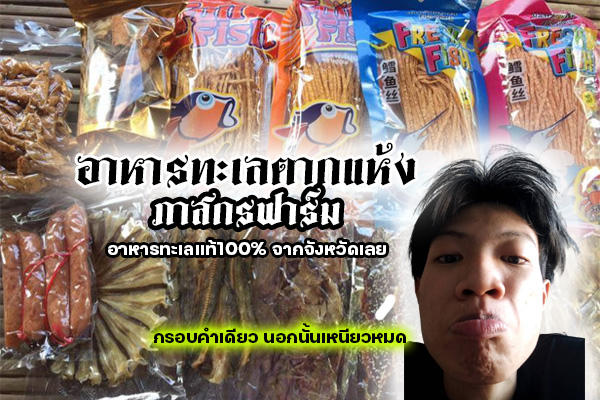 FISH
FISH
FRESH
FISH
鳕鱼丝
FRESH
FISH
鳕鱼丝
อาหารทะเลตากแห้ง
ภาสกรฟาร์ม
อาหารทะเลแท้100% จากจังหวัดเลย
กรอบคำเดียว นอกนั้นเหนียวหมด